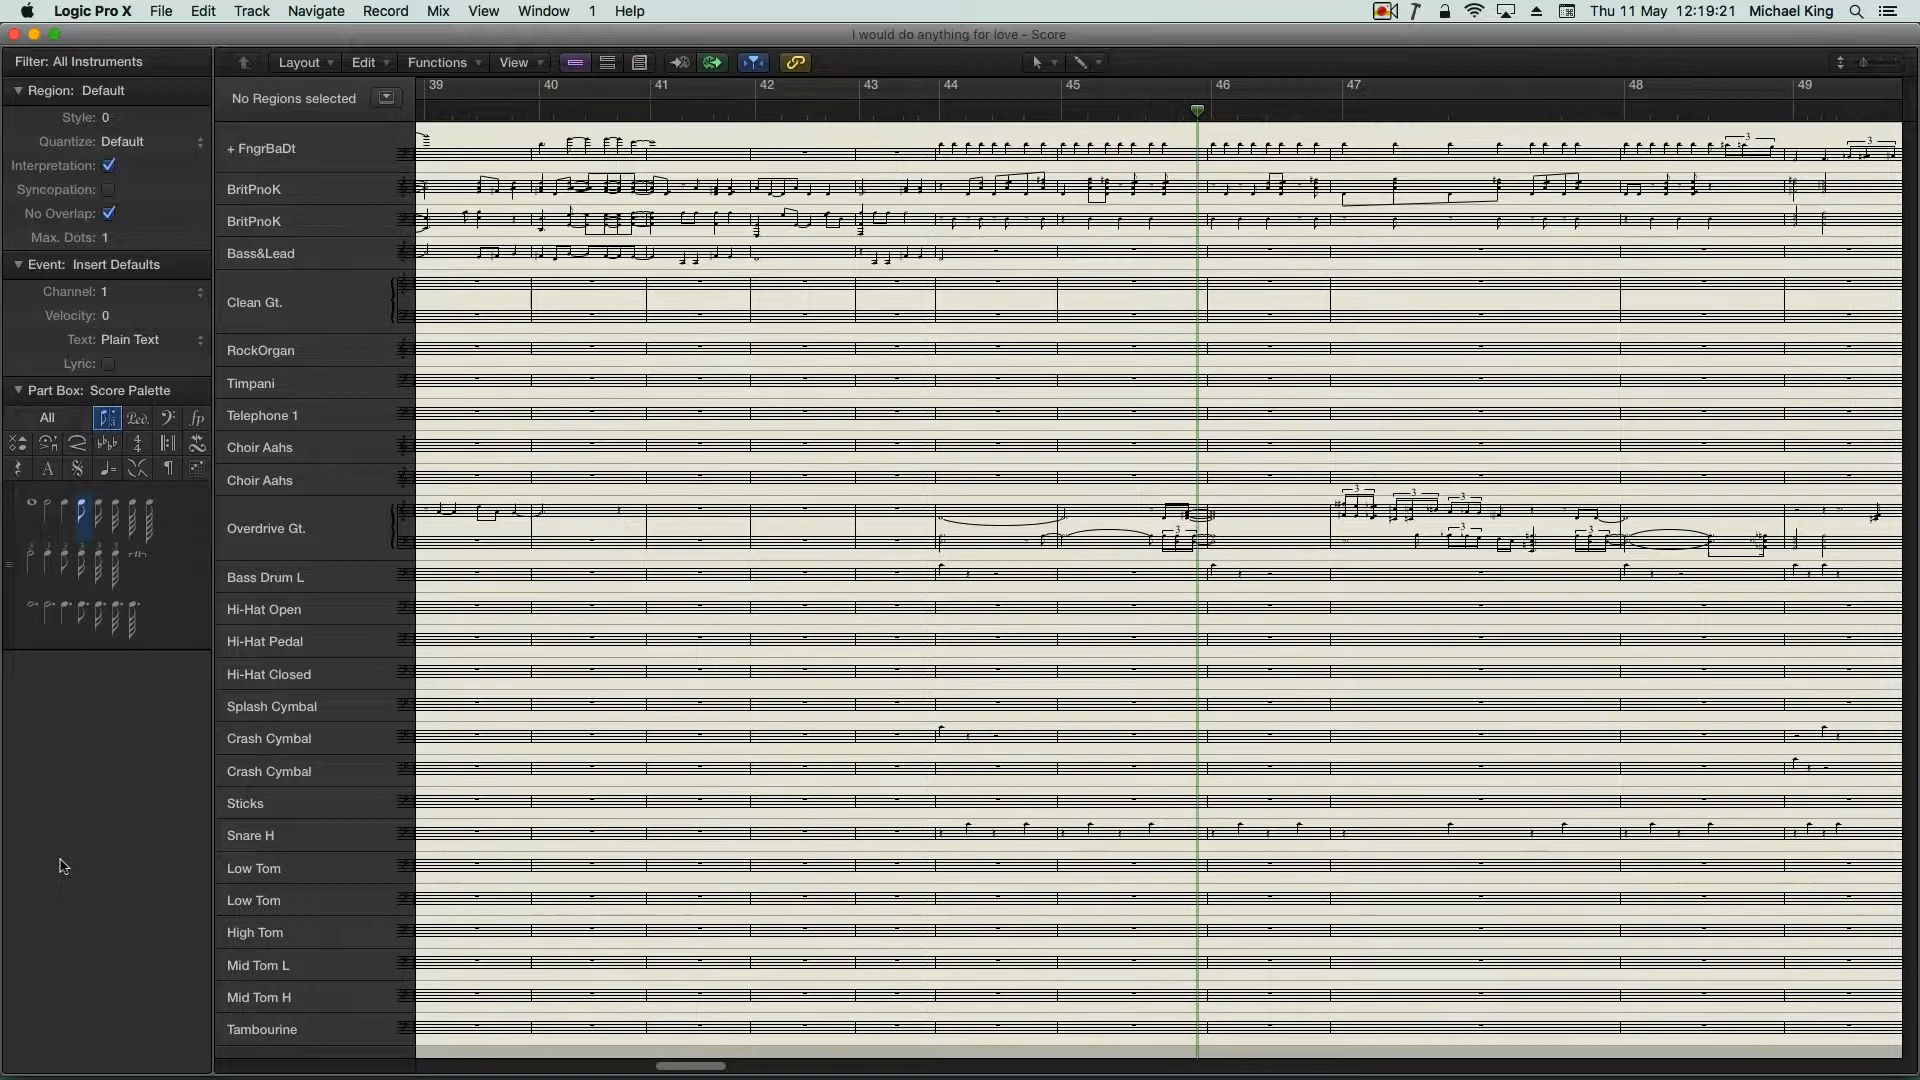 Logic Pro X File Edit Track Navigate Record Mix View Window 1 Help Thu 11 May 12:19:21 Michael King
I would do anything for love - Score
Filter: All Instruments
Layout Edit Functions View
Region: Default
No Regions selected
39 40 41 42 43 44 45 46 47 48 49
Style: 0
Quantize: Default
Interpretation:
Syncopation:
No Overlap:
Max. Dots: 1
Event: Insert Defaults
Channel: 1
Velocity: 0
Text: Plain Text
Lyric:
Part Box: Score Palette
All
+ FngrBaDt
BritPnoK
BritPnoK
Bass&Lead
Clean Gt.
RockOrgan
Timpani
Telephone 1
Choir Aahs
Choir Aahs
Overdrive Gt.
Bass Drum L
Hi-Hat Open
Hi-Hat Pedal
Hi-Hat Closed
Splash Cymbal
Crash Cymbal
Crash Cymbal
Sticks
Snare H
Low Tom
Low Tom
High Tom
Mid Tom L
Mid Tom H
Tambourine